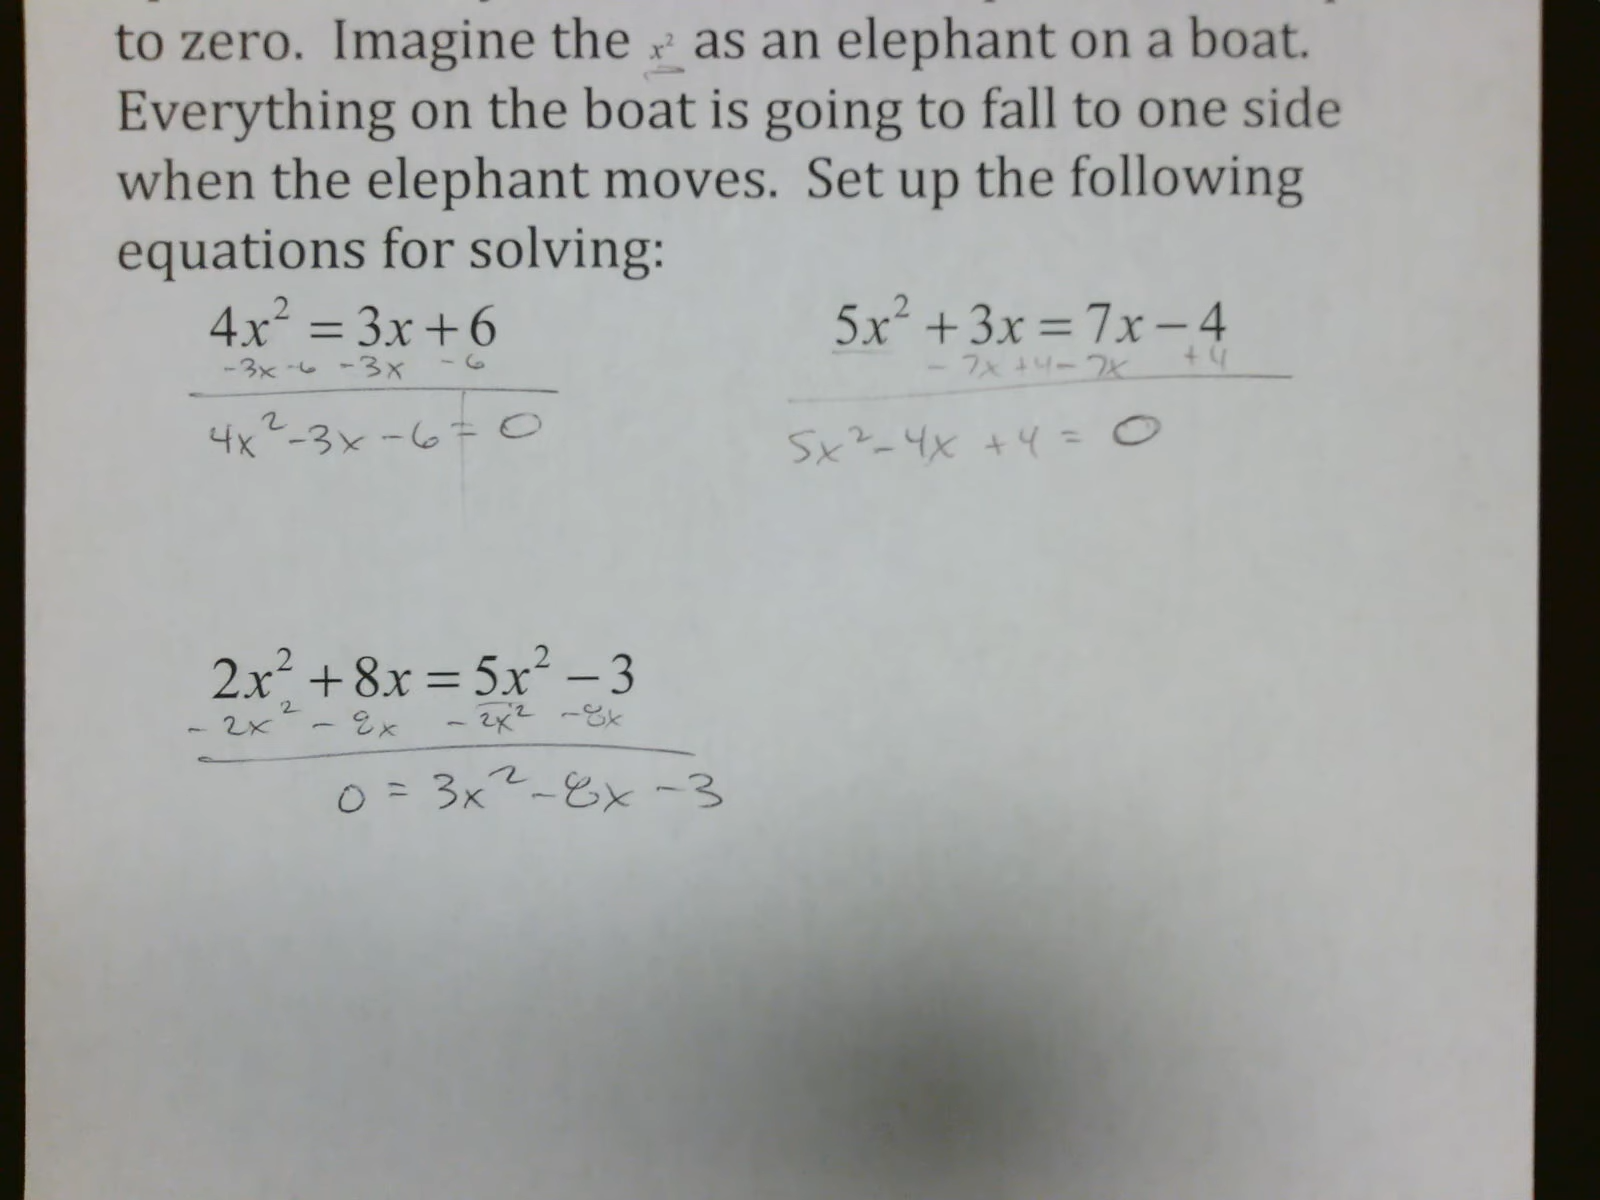 to zero. Imagine the x² as an elephant on a boat.
Everything on the boat is going to fall to one side
when the elephant moves. Set up the following
equations for solving:
4x² = 3x + 6
-3x -6 -3x -6
4x² -3x -6 = 0
5x² + 3x = 7x − 4
- 7x +4 - 7x +4
5x² - 4x + 4 = 0
2x² + 8x = 5x² − 3
- 2x² - 8x - 2x² - 8x
0 = 3x² - 8x - 3